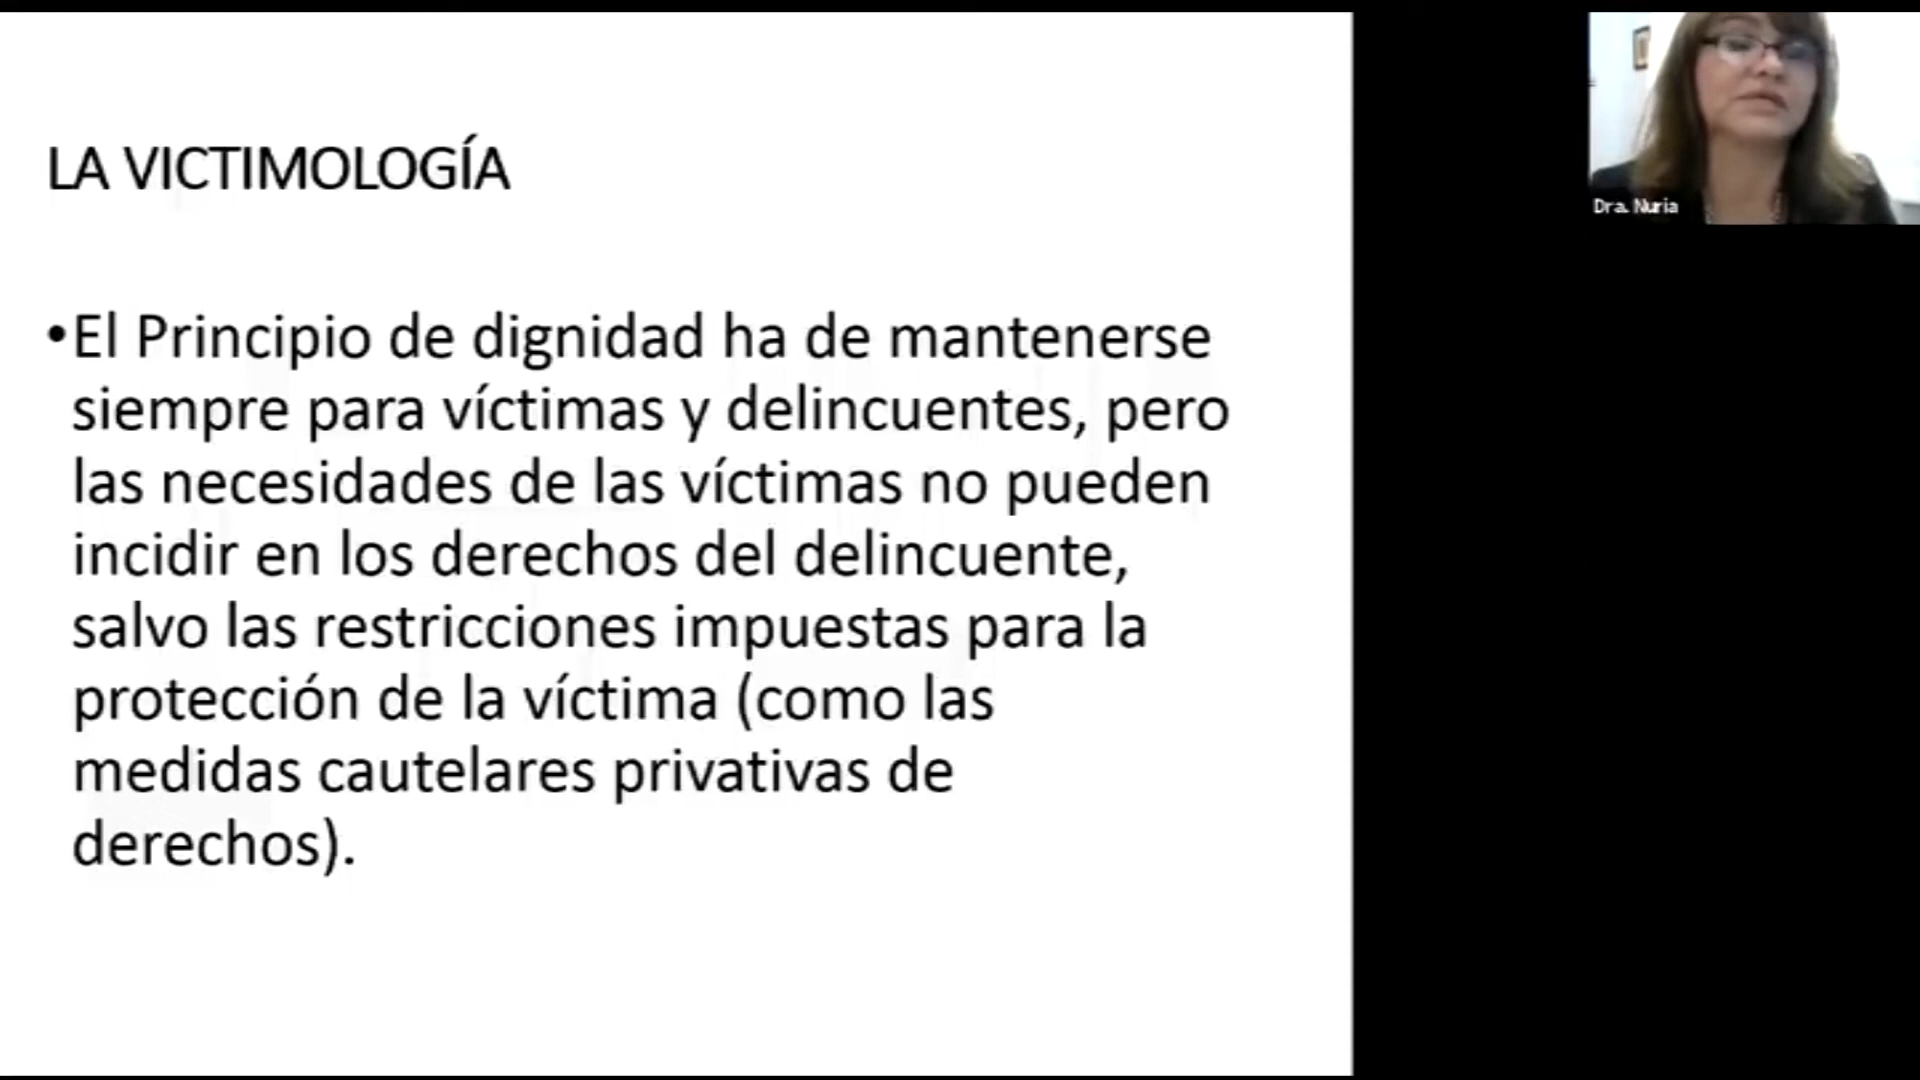 LA VICTIMOLOGÍA
•El Principio de dignidad ha de mantenerse
siempre para víctimas y delincuentes, pero
las necesidades de las víctimas no pueden
incidir en los derechos del delincuente,
salvo las restricciones impuestas para la
protección de la víctima (como las
medidas cautelares privativas de
derechos).
Dra. Nuria